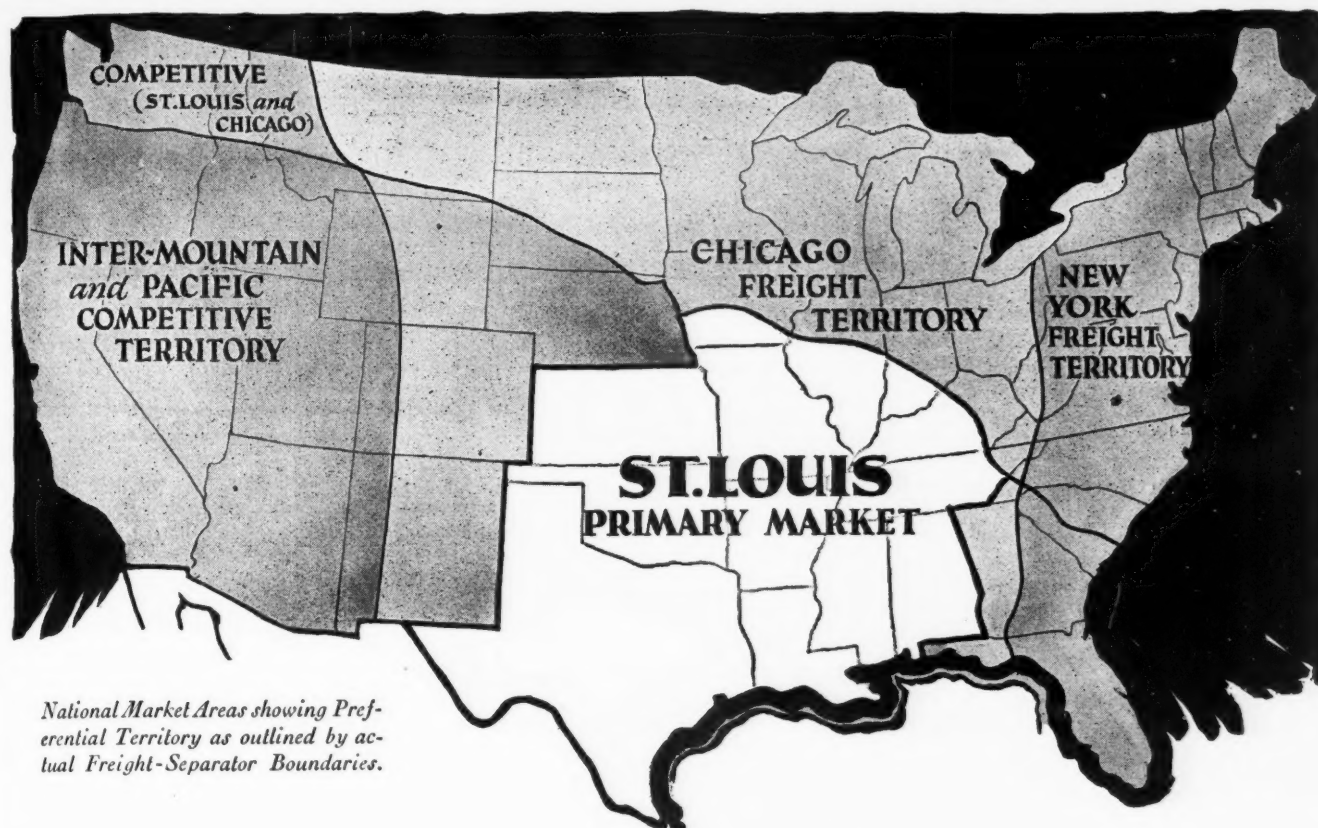 COMPETITIVE
(ST.LOUIS and
CHICAGO)
INTER-MOUNTAIN
and PACIFIC
COMPETITIVE
TERRITORY
CHICAGO
FREIGHT
TERRITORY
NEW
YORK
FREIGHT
TERRITORY
ST.LOUIS
PRIMARY MARKET
National Market Areas showing Pref-
erential Territory as outlined by ac-
tual Freight-Separator Boundaries.